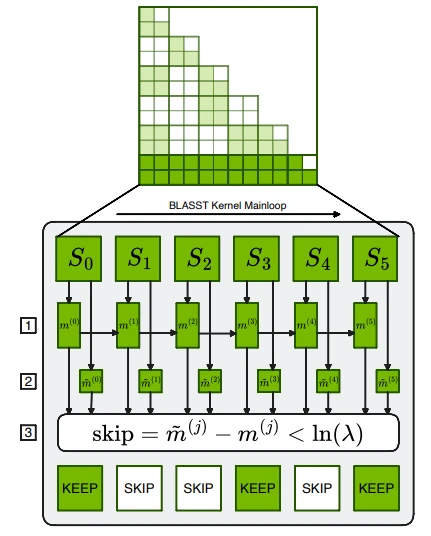 BLASST Kernel Mainloop
S₀ S₁ S₂ S₃ S₄ S₅
1 m⁽⁰⁾ m⁽¹⁾ m⁽²⁾ m⁽³⁾ m⁽⁴⁾ m⁽⁵⁾
2 m̃⁽⁰⁾ m̃⁽¹⁾ m̃⁽²⁾ m̃⁽³⁾ m̃⁽⁴⁾ m̃⁽⁵⁾
3 skip = m̃⁽ʲ⁾ − m⁽ʲ⁾ < ln(λ)
KEEP SKIP SKIP KEEP SKIP KEEP